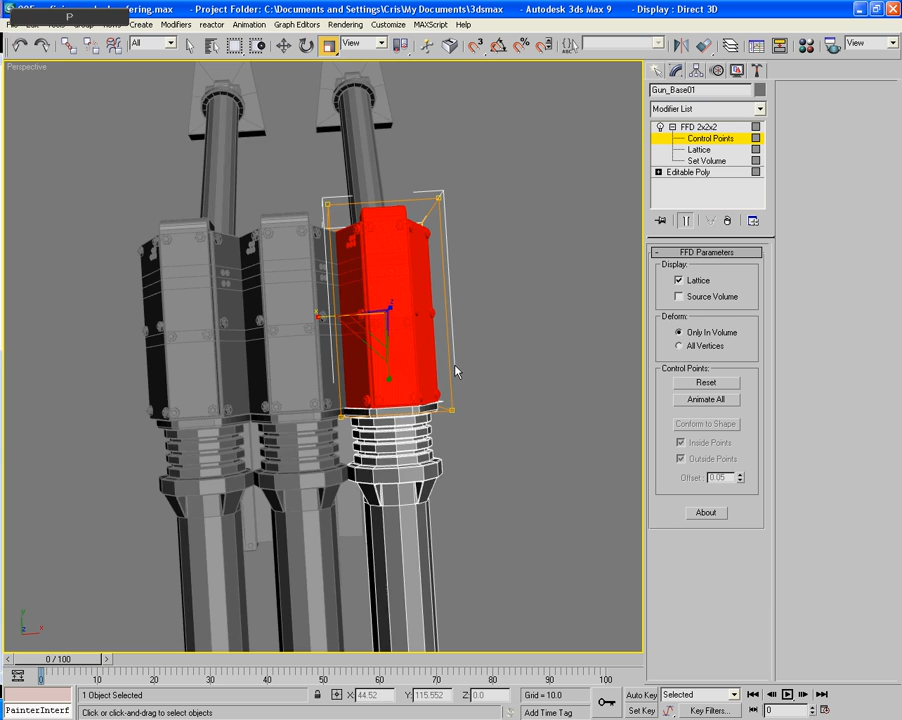 - Project Folder: C:\Documents and Settings\Cris\My Documents\3dsmax - Autodesk 3ds Max 9 - Display : Direct 3D
P
Modifiers reactor Animation Graph Editors Rendering Customize MAXScript Help
All
View
View
Perspective
Gun_Base01
Modifier List
FFD 2x2x2
Control Points
Lattice
Set Volume
Editable Poly
FFD Parameters
Display:
Lattice
Source Volume
Deform:
Only In Volume
All Vertices
Control Points:
Reset
Animate All
Conform to Shape
Inside Points
Outside Points
Offset: 0.05
About
x
z
y
z
x
0 / 100
0 10 20 30 40 50 60 70 80 90 100
1 Object Selected
X: 44.52 Y: 115.552 Z: 0.0 Grid = 10.0
Auto Key Selected
PainterInterf
Click or click-and-drag to select objects
Add Time Tag
Set Key Key Filters... 0